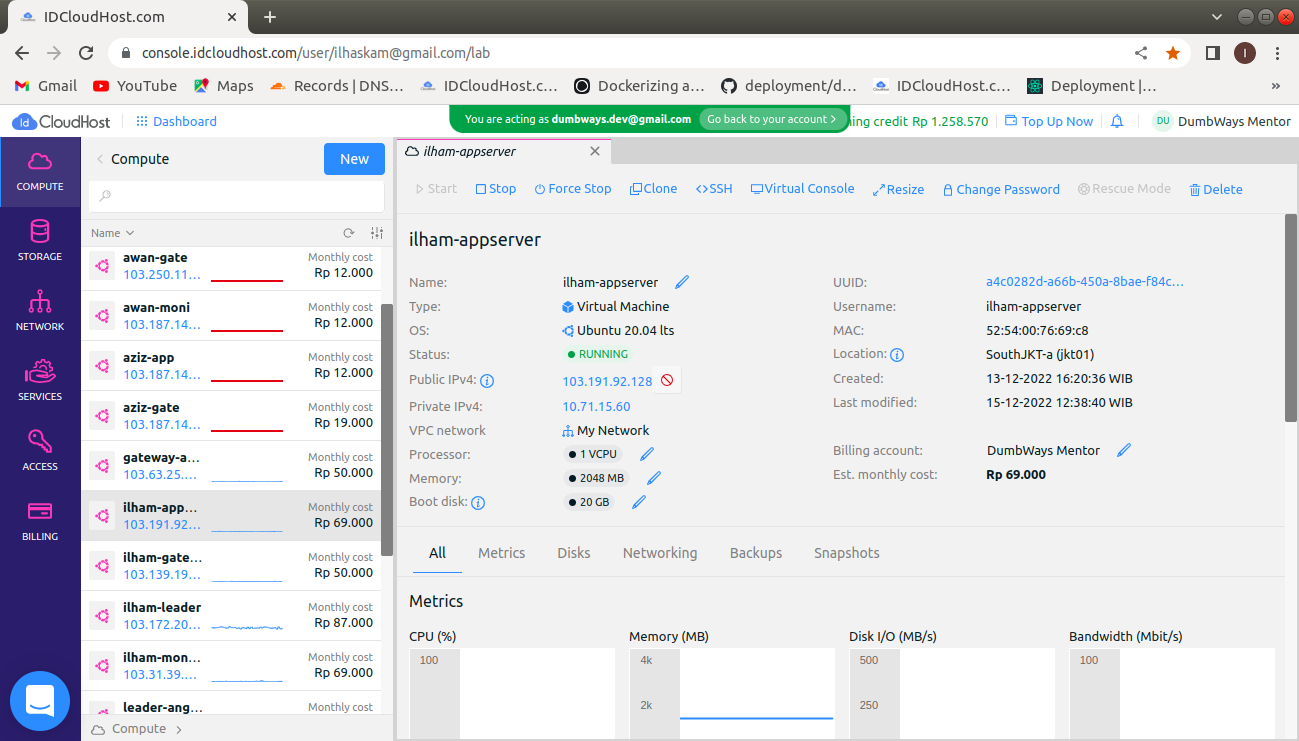 IDCloudHost.com
console.idcloudhost.com/user/ilhaskam@gmail.com/lab
I
Gmail YouTube Maps Records | DNS... IDCloudHost.c... Dockerizing a... deployment/d... IDCloudHost.c... Deployment |... »
Id CloudHost Dashboard
You are acting as dumbways.dev@gmail.com Go back to your account >
ing credit Rp 1.258.570 Top Up Now DU DumbWays Mentor
COMPUTE
STORAGE
NETWORK
SERVICES
ACCESS
BILLING
Compute New
Name
awan-gate Monthly cost
103.250.11... Rp 12.000
awan-moni Monthly cost
103.187.14... Rp 12.000
aziz-app Monthly cost
103.187.14... Rp 12.000
aziz-gate Monthly cost
103.187.14... Rp 19.000
gateway-a... Monthly cost
103.63.25.... Rp 50.000
ilham-app... Monthly cost
103.191.92... Rp 69.000
ilham-gate... Monthly cost
103.139.19... Rp 50.000
ilham-leader Monthly cost
103.172.20... Rp 87.000
ilham-mon... Monthly cost
103.31.39.... Rp 69.000
leader-ang... Monthly cost
Compute
ilham-appserver
Start Stop Force Stop Clone SSH Virtual Console Resize Change Password Rescue Mode Delete
ilham-appserver
Name: ilham-appserver
Type: Virtual Machine
OS: Ubuntu 20.04 lts
Status: RUNNING
Public IPv4: 103.191.92.128
Private IPv4: 10.71.15.60
VPC network My Network
Processor: 1 VCPU
Memory: 2048 MB
Boot disk: 20 GB
UUID: a4c0282d-a66b-450a-8bae-f84c...
Username: ilham-appserver
MAC: 52:54:00:76:69:c8
Location: SouthJKT-a (jkt01)
Created: 13-12-2022 16:20:36 WIB
Last modified: 15-12-2022 12:38:40 WIB
Billing account: DumbWays Mentor
Est. monthly cost: Rp 69.000
All Metrics Disks Networking Backups Snapshots
Metrics
CPU (%) Memory (MB) Disk I/O (MB/s) Bandwidth (Mbit/s)
100 4k 500 100
2k 250